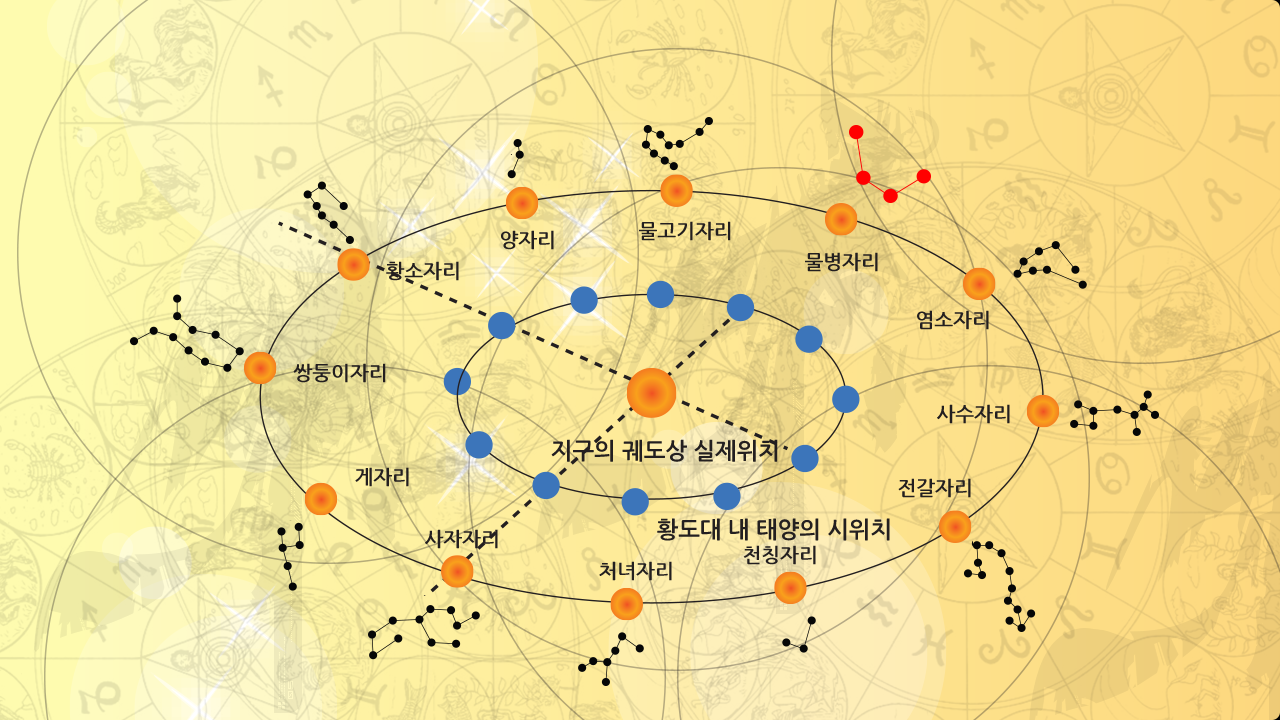 양자리
물고기자리
물병자리
황소자리
염소자리
쌍둥이자리
사수자리
지구의 궤도상 실제위치
게자리
전갈자리
황도대 내 태양의 시위치
사자자리
천칭자리
처녀자리